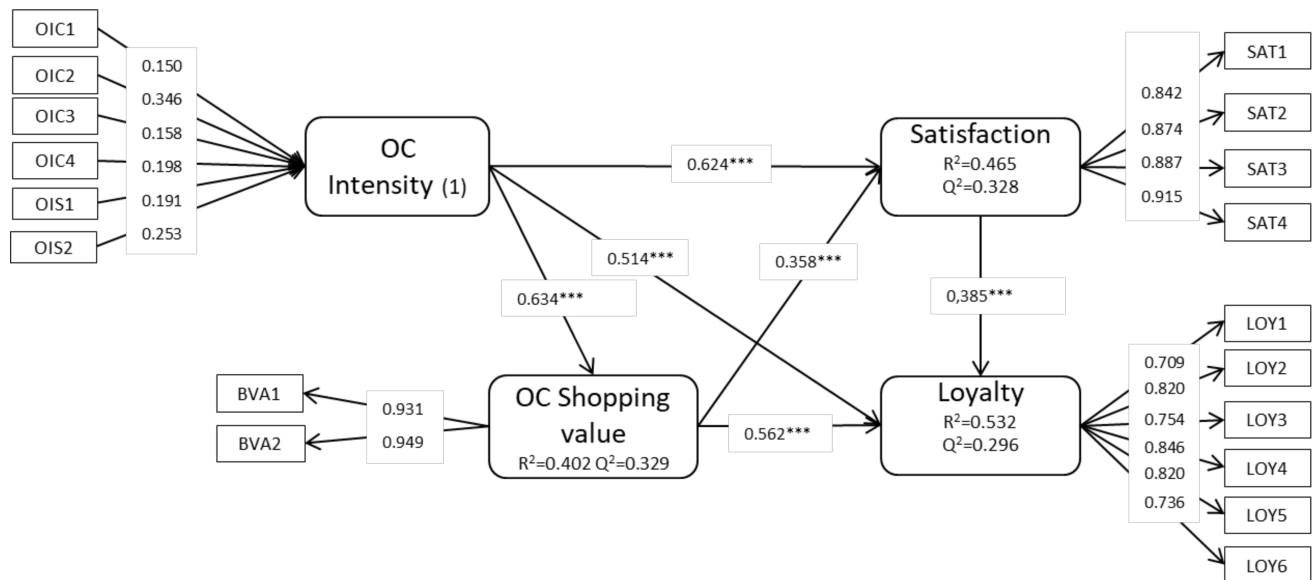 OIC1
OIC2
OIC3
OIC4
OIS1
OIS2
0.150
0.346
0.158
0.198
0.191
0.253
OC
Intensity (1)
0.624***
0.514***
0.634***
0.358***
0,385***
0.562***
BVA1
BVA2
0.931
0.949
OC Shopping
value
R²=0.402 Q²=0.329
Satisfaction
R²=0.465
Q²=0.328
0.842
0.874
0.887
0.915
SAT1
SAT2
SAT3
SAT4
Loyalty
R²=0.532
Q²=0.296
0.709
0.820
0.754
0.846
0.820
0.736
LOY1
LOY2
LOY3
LOY4
LOY5
LOY6